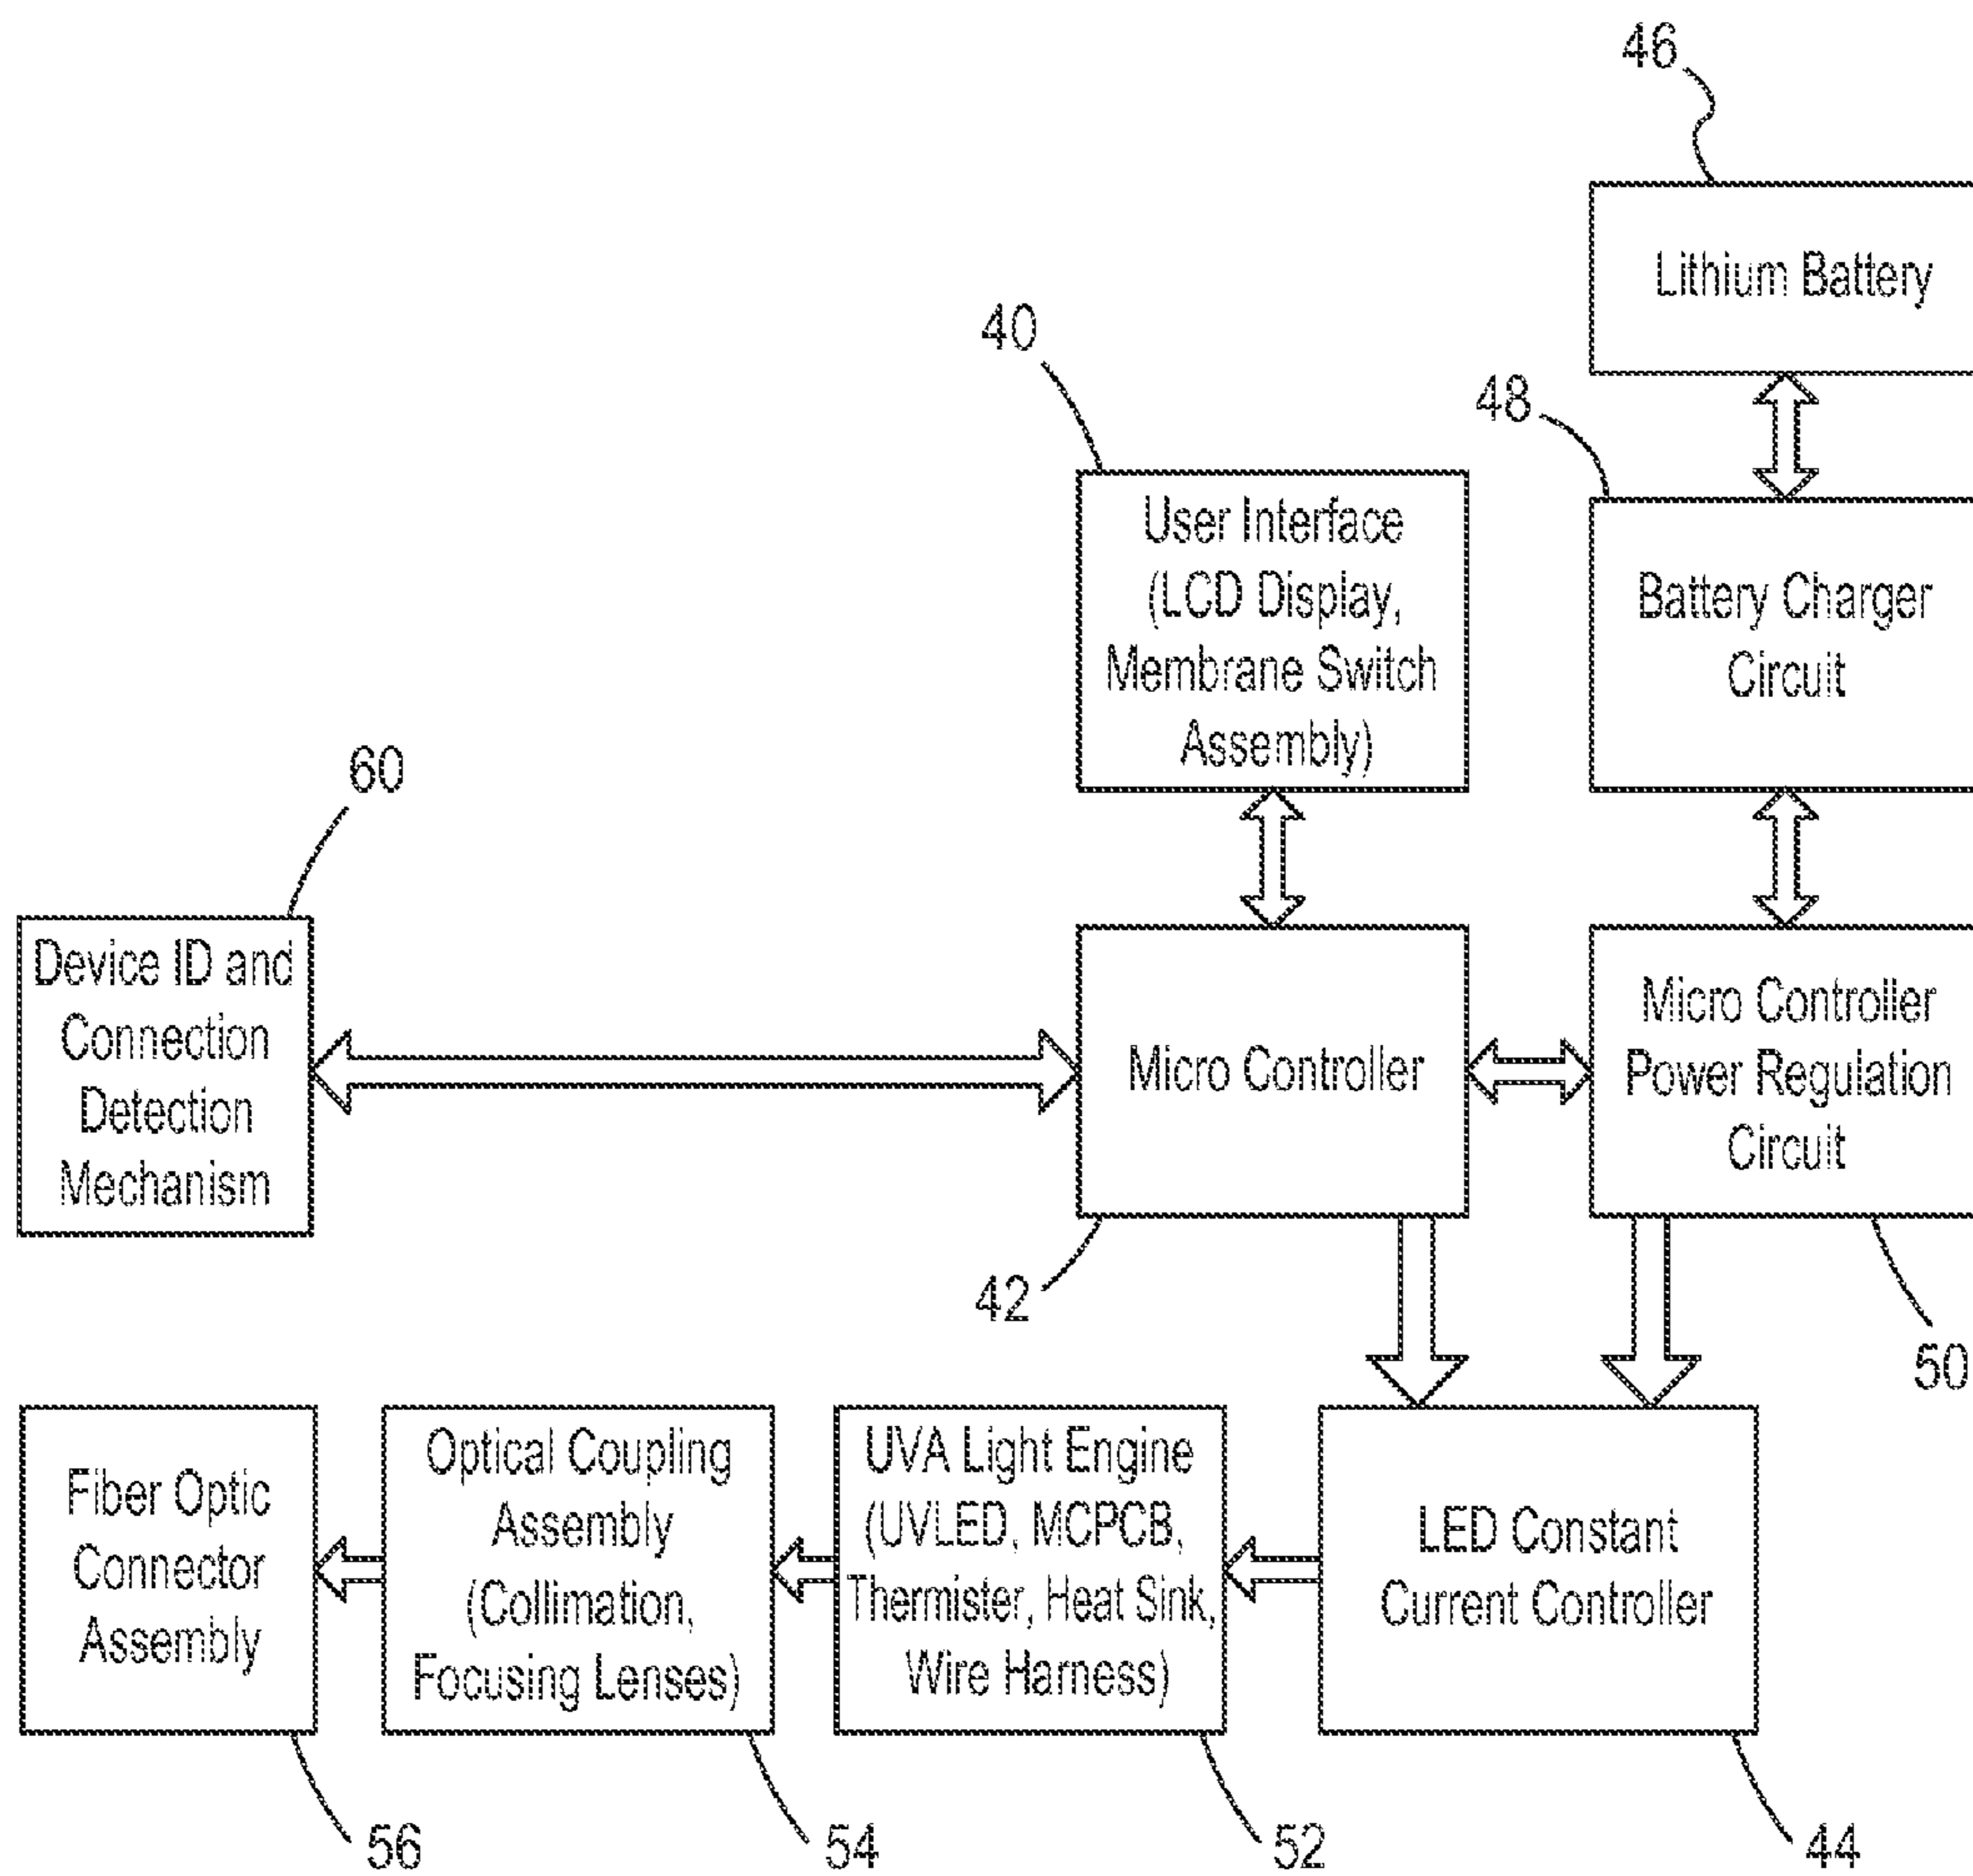 46
Lithium Battery
40
48
User Interface
(LCD Display,
Membrane Switch
Assembly)
Battery Charger
Circuit
60
Device ID and
Connection
Detection
Mechanism
Micro Controller
Micro Controller
Power Regulation
Circuit
42
50
Fiber Optic
Connector
Assembly
Optical Coupling
Assembly
(Collimation,
Focusing Lenses)
UVA Light Engine
(UVLED, MCPCB,
Thermister, Heat Sink,
Wire Harness)
LED Constant
Current Controller
56
54
52
44